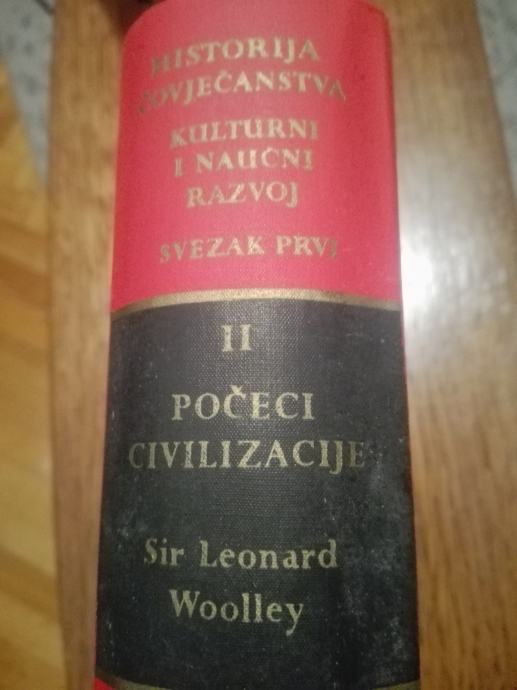 HISTORIJA
ČOVJEČANSTVA
KULTURNI
I NAUČNI
RAZVOJ
SVEZAK PRVI
II
POČECI
CIVILIZACIJE
Sir Leonard
Woolley